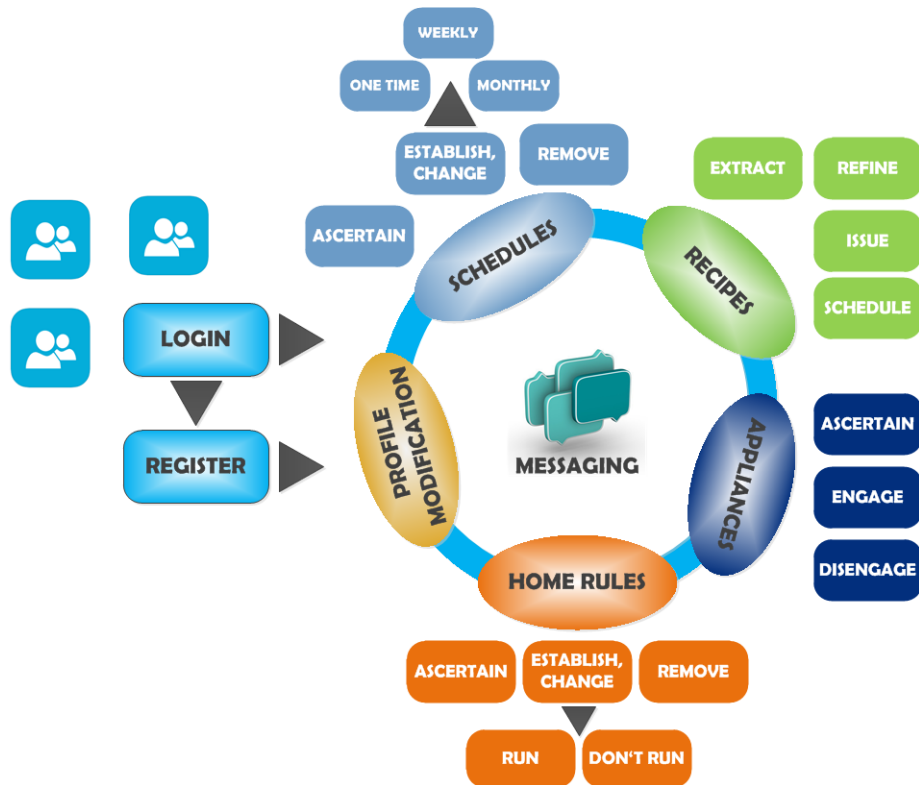 WEEKLY
ONE TIME
MONTHLY
ESTABLISH,
CHANGE
REMOVE
ASCERTAIN
SCHEDULES
EXTRACT
REFINE
ISSUE
SCHEDULE
RECIPES
LOGIN
REGISTER
PROFILE
MODIFICATION
MESSAGING
APPLIANCES
ASCERTAIN
ENGAGE
DISENGAGE
HOME RULES
ASCERTAIN
ESTABLISH,
CHANGE
REMOVE
RUN
DON'T RUN